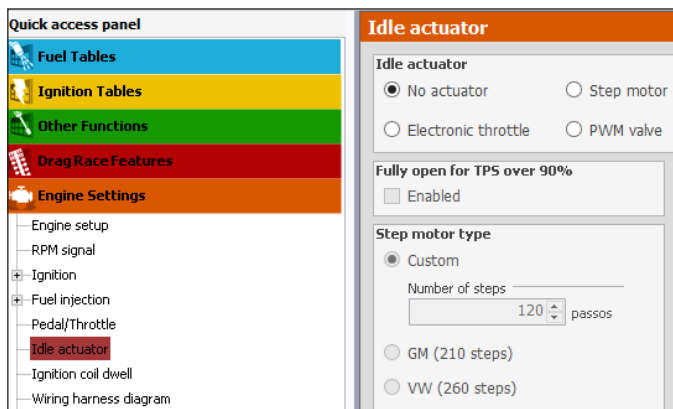 Quick access panel
Fuel Tables
Ignition Tables
Other Functions
Drag Race Features
Engine Settings
Engine setup
RPM signal
Ignition
Fuel injection
Pedal/Throttle
Idle actuator
Ignition coil dwell
Wiring harness diagram
Idle actuator
Idle actuator
No actuator
Step motor
Electronic throttle
PWM valve
Fully open for TPS over 90%
Enabled
Step motor type
Custom
Number of steps
120 passos
GM (210 steps)
VW (260 steps)